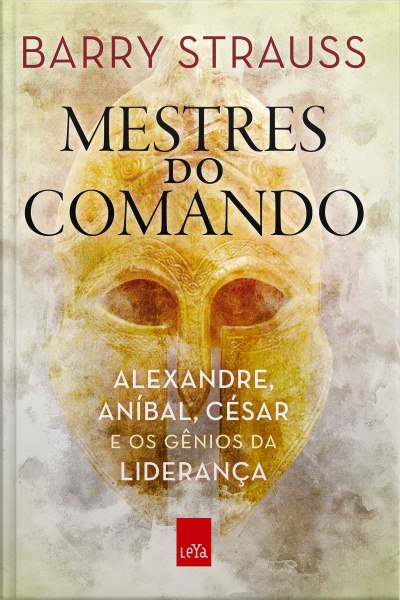 BARRY STRAUSS
MESTRES
DO
COMANDO
ALEXANDRE,
ANÍBAL, CÉSAR
E OS GÊNIOS DA
LIDERANÇA
LeYa